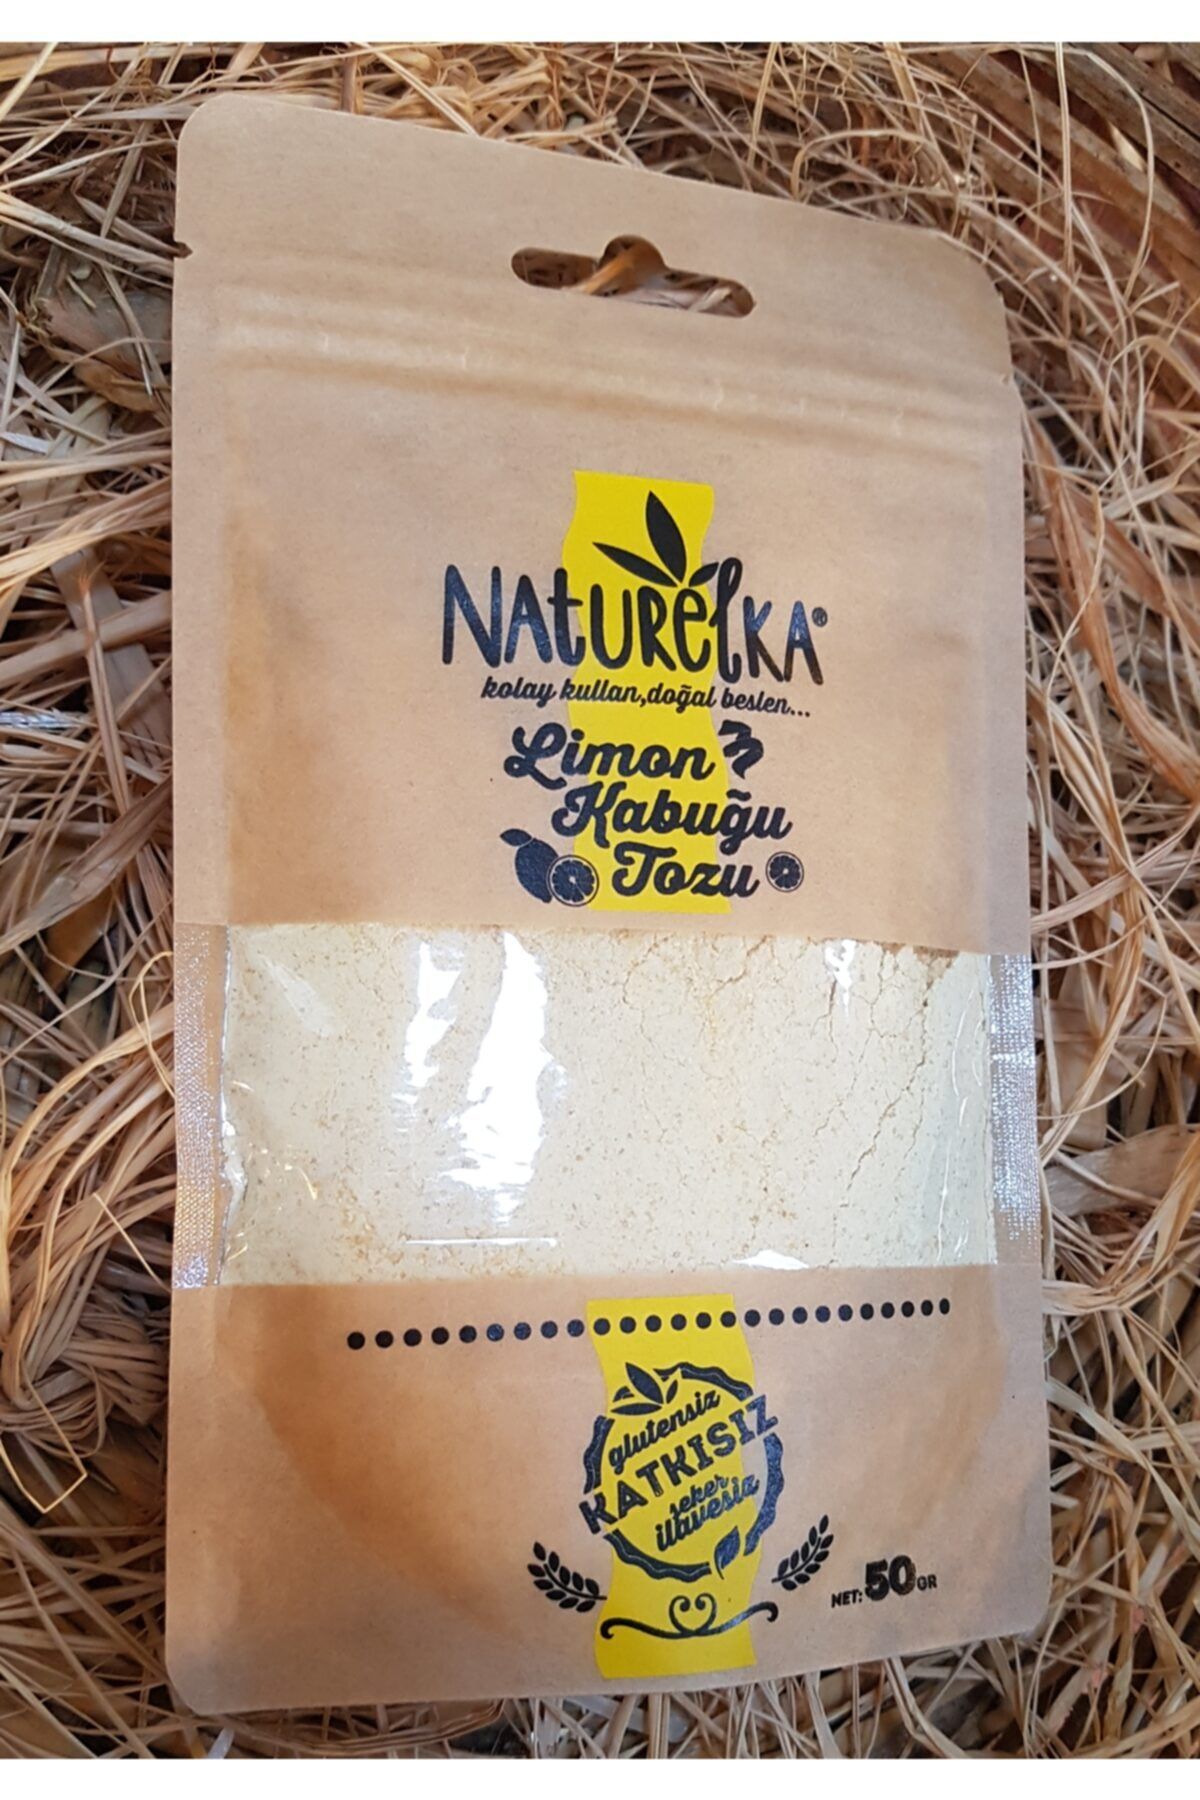 NATURELKA®
kolay kullan,doğal beslen...
Limon
Kabuğu
Tozu
glutensiz
KATKISIZ
şeker
ilavesiz
NET: 50 GR